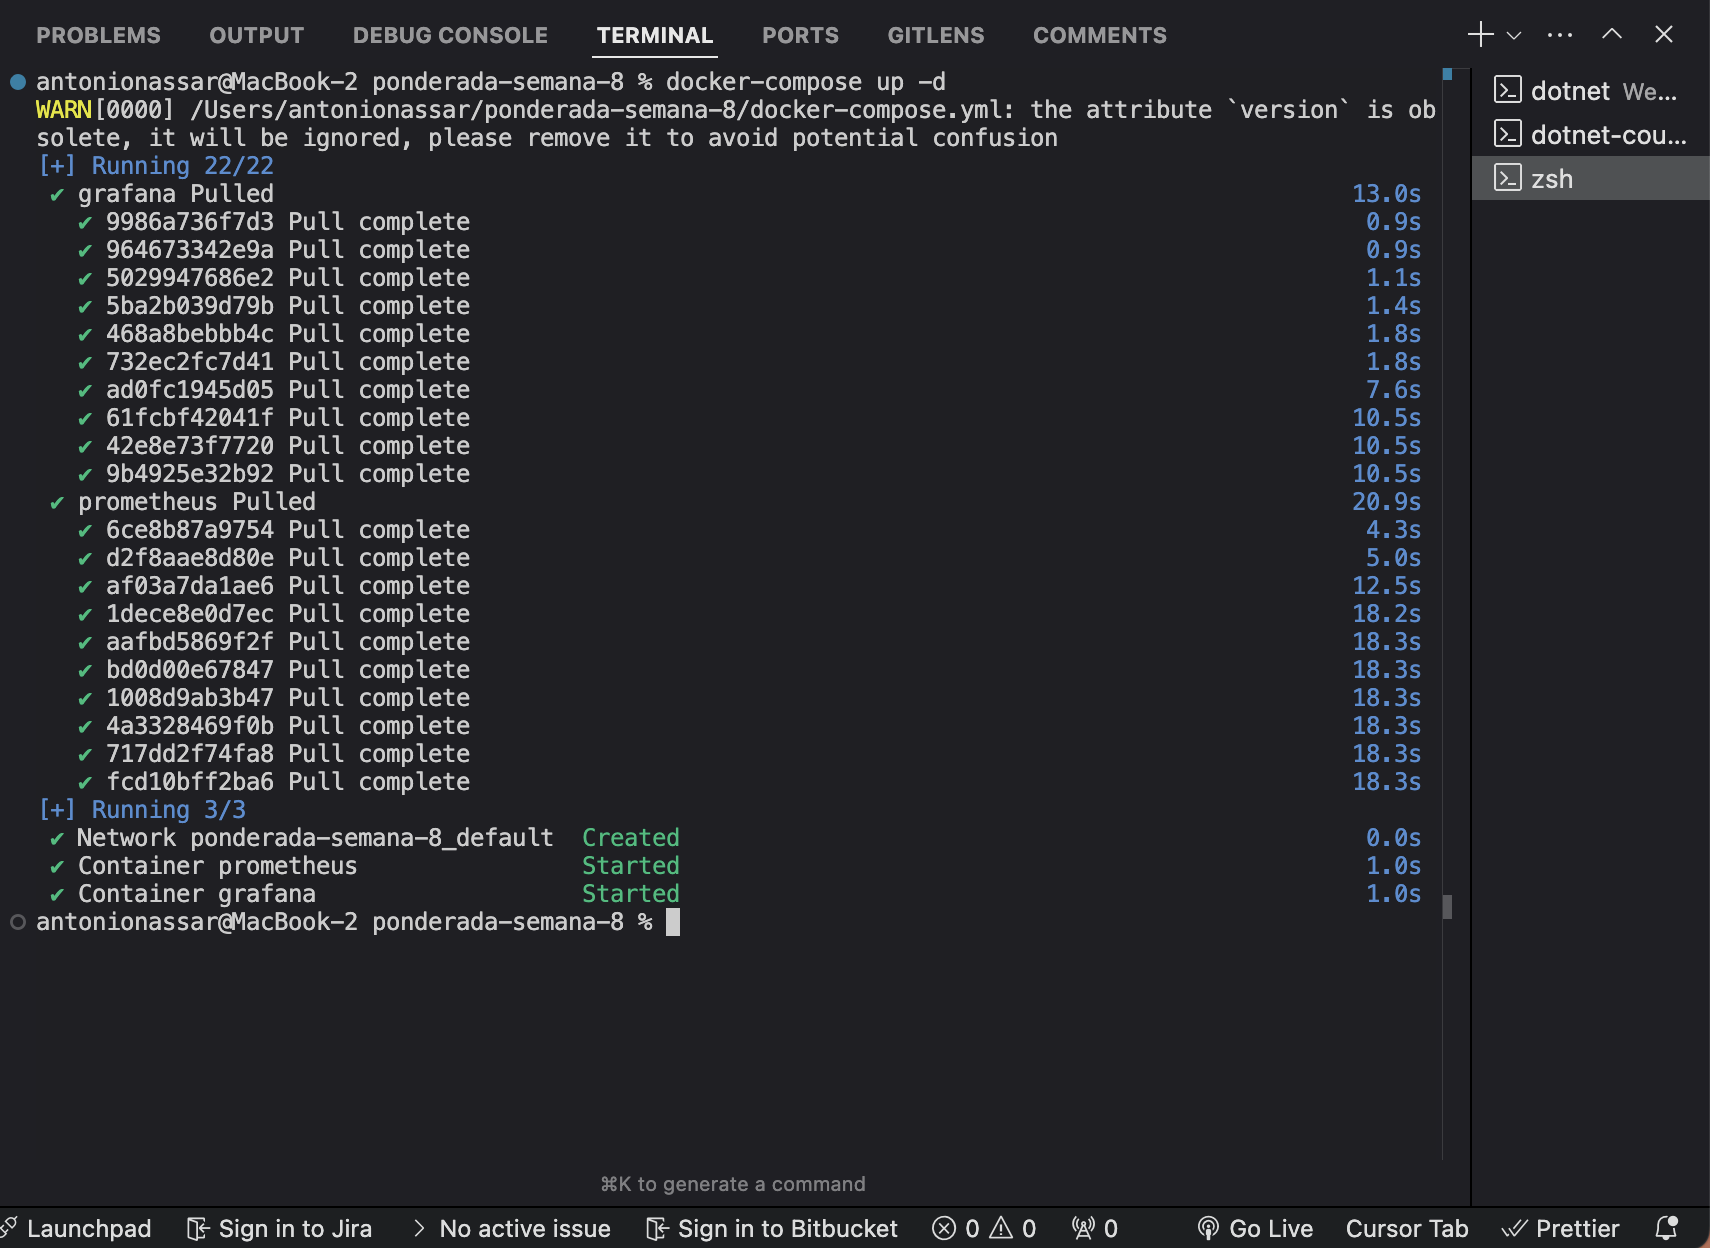 PROBLEMS OUTPUT DEBUG CONSOLE TERMINAL PORTS GITLENS COMMENTS
antonionassar@MacBook-2 ponderada-semana-8 % docker-compose up -d
WARN[0000] /Users/antonionassar/ponderada-semana-8/docker-compose.yml: the attribute `version` is ob
solete, it will be ignored, please remove it to avoid potential confusion
[+] Running 22/22
✔ grafana Pulled 13.0s
✔ 9986a736f7d3 Pull complete 0.9s
✔ 964673342e9a Pull complete 0.9s
✔ 5029947686e2 Pull complete 1.1s
✔ 5ba2b039d79b Pull complete 1.4s
✔ 468a8bebbb4c Pull complete 1.8s
✔ 732ec2fc7d41 Pull complete 1.8s
✔ ad0fc1945d05 Pull complete 7.6s
✔ 61fcbf42041f Pull complete 10.5s
✔ 42e8e73f7720 Pull complete 10.5s
✔ 9b4925e32b92 Pull complete 10.5s
✔ prometheus Pulled 20.9s
✔ 6ce8b87a9754 Pull complete 4.3s
✔ d2f8aae8d80e Pull complete 5.0s
✔ af03a7da1ae6 Pull complete 12.5s
✔ 1dece8e0d7ec Pull complete 18.2s
✔ aafbd5869f2f Pull complete 18.3s
✔ bd0d00e67847 Pull complete 18.3s
✔ 1008d9ab3b47 Pull complete 18.3s
✔ 4a3328469f0b Pull complete 18.3s
✔ 717dd2f74fa8 Pull complete 18.3s
✔ fcd10bff2ba6 Pull complete 18.3s
[+] Running 3/3
✔ Network ponderada-semana-8_default Created 0.0s
✔ Container prometheus Started 1.0s
✔ Container grafana Started 1.0s
antonionassar@MacBook-2 ponderada-semana-8 %
dotnet We...
dotnet-cou...
zsh
⌘K to generate a command
Launchpad Sign in to Jira > No active issue Sign in to Bitbucket 0 0 0 Go Live Cursor Tab Prettier